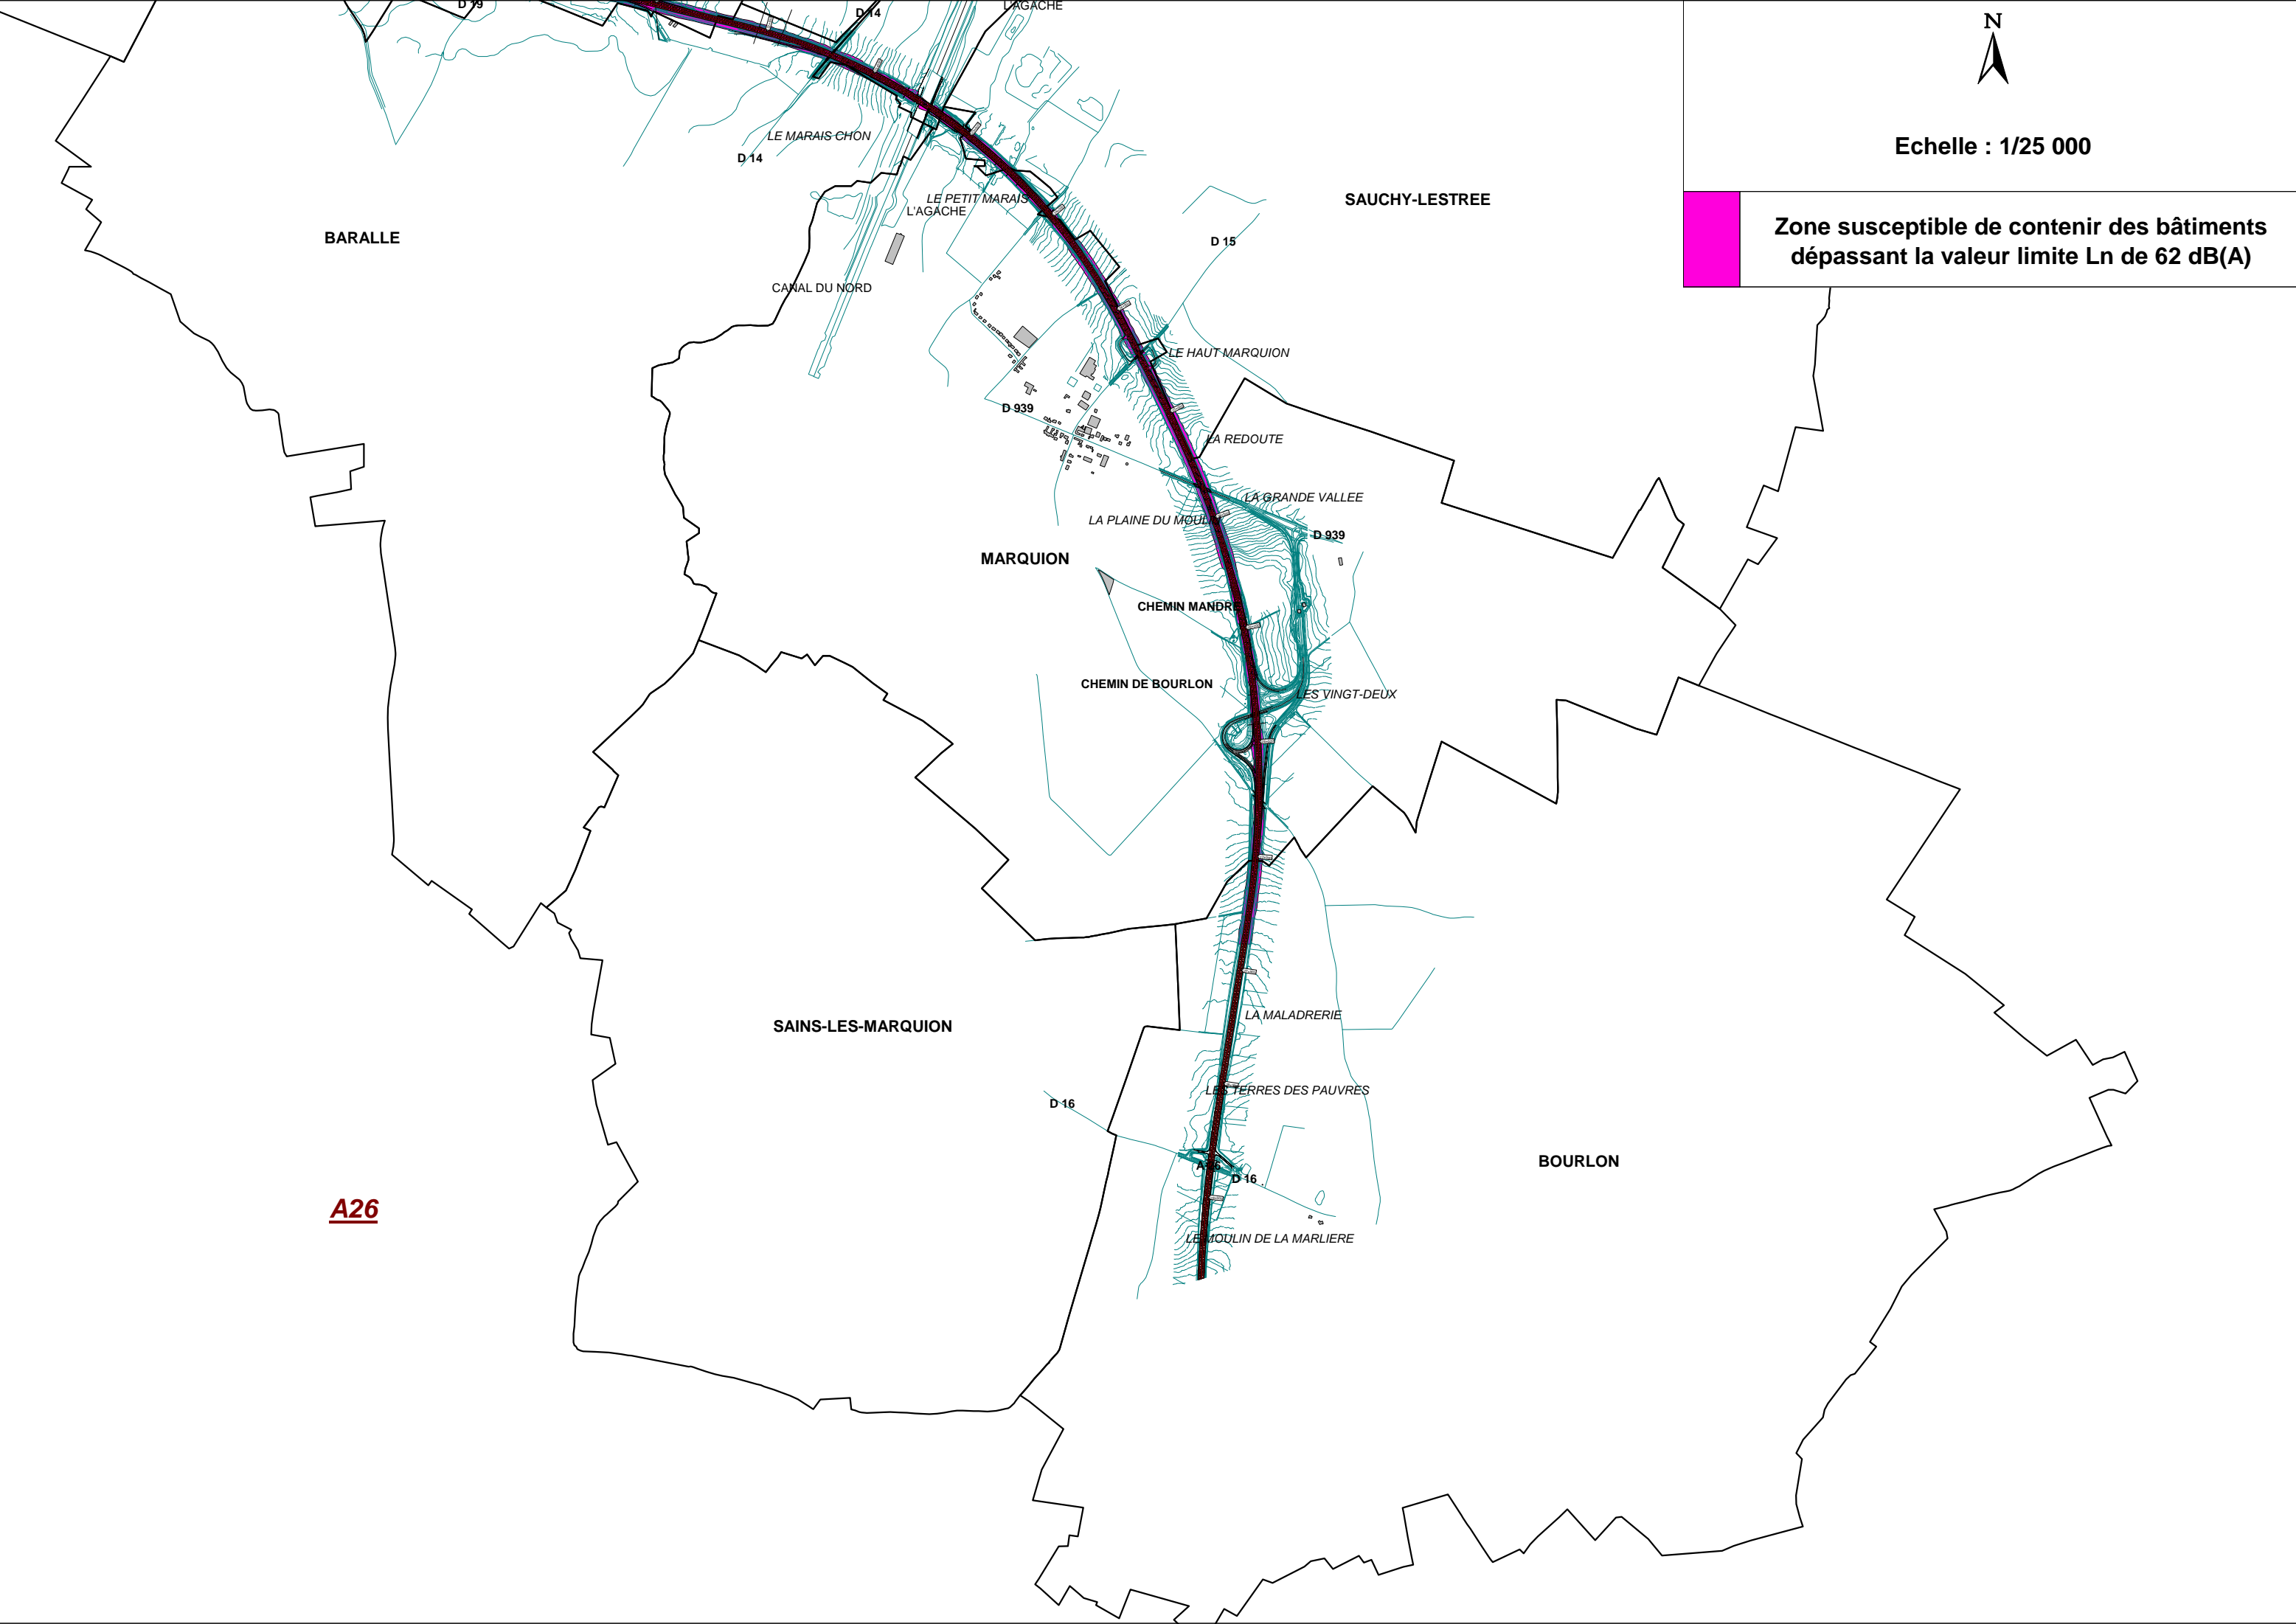 D 19
D 14
L'AGACHE
N
Echelle : 1/25 000
LE MARAIS CHON
D 14
LE PETIT MARAIS
L'AGACHE
SAUCHY-LESTREE
Zone susceptible de contenir des bâtiments
dépassant la valeur limite Ln de 62 dB(A)
BARALLE
D 15
CANAL DU NORD
LE HAUT MARQUION
D 939
LA REDOUTE
LA GRANDE VALLEE
LA PLAINE DU MOULIN
D 939
MARQUION
CHEMIN MANDRE
CHEMIN DE BOURLON
LES VINGT-DEUX
SAINS-LES-MARQUION
LA MALADRERIE
LES TERRES DES PAUVRES
D 16
BOURLON
A 26
D 16
A26
LE MOULIN DE LA MARLIERE